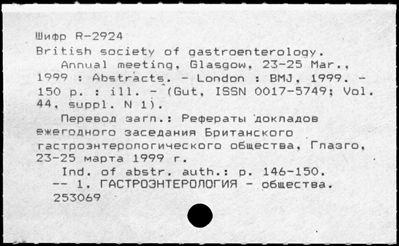 Шифр R-2924
British society of gastroenterology.
Annual meeting, Glasgow, 23-25 Mar.,
1999 : Abstracts. - London : BMJ, 1999. -
150 p. : ill. - (Gut, ISSN 0017-5749; Vol.
44, suppl. N 1).
Перевод загл.: Рефераты докладов
ежегодного заседания Британского
гастроэнтерологического общества, Глазго,
23-25 марта 1999 г.
Ind. of abstr. auth.: p. 146-150.
-- 1. ГАСТРОЭНТЕРОЛОГИЯ - общества.
253069